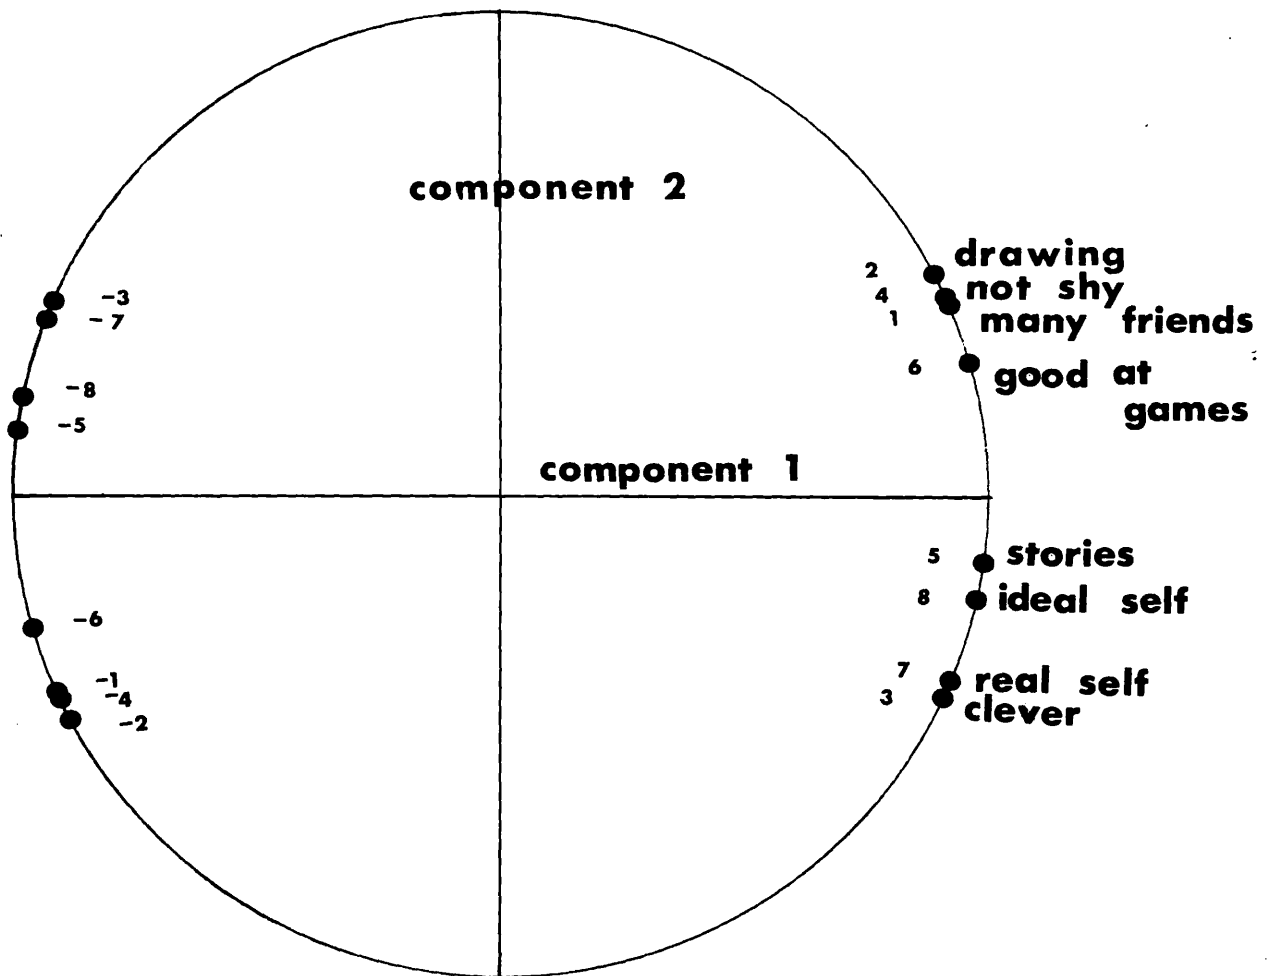 component 2
2 drawing
4 not shy
1 many friends
6 good at
games
-3
-7
-8
-5
component 1
5 stories
8 ideal self
7 real self
3 clever
-6
-1
-4
-2